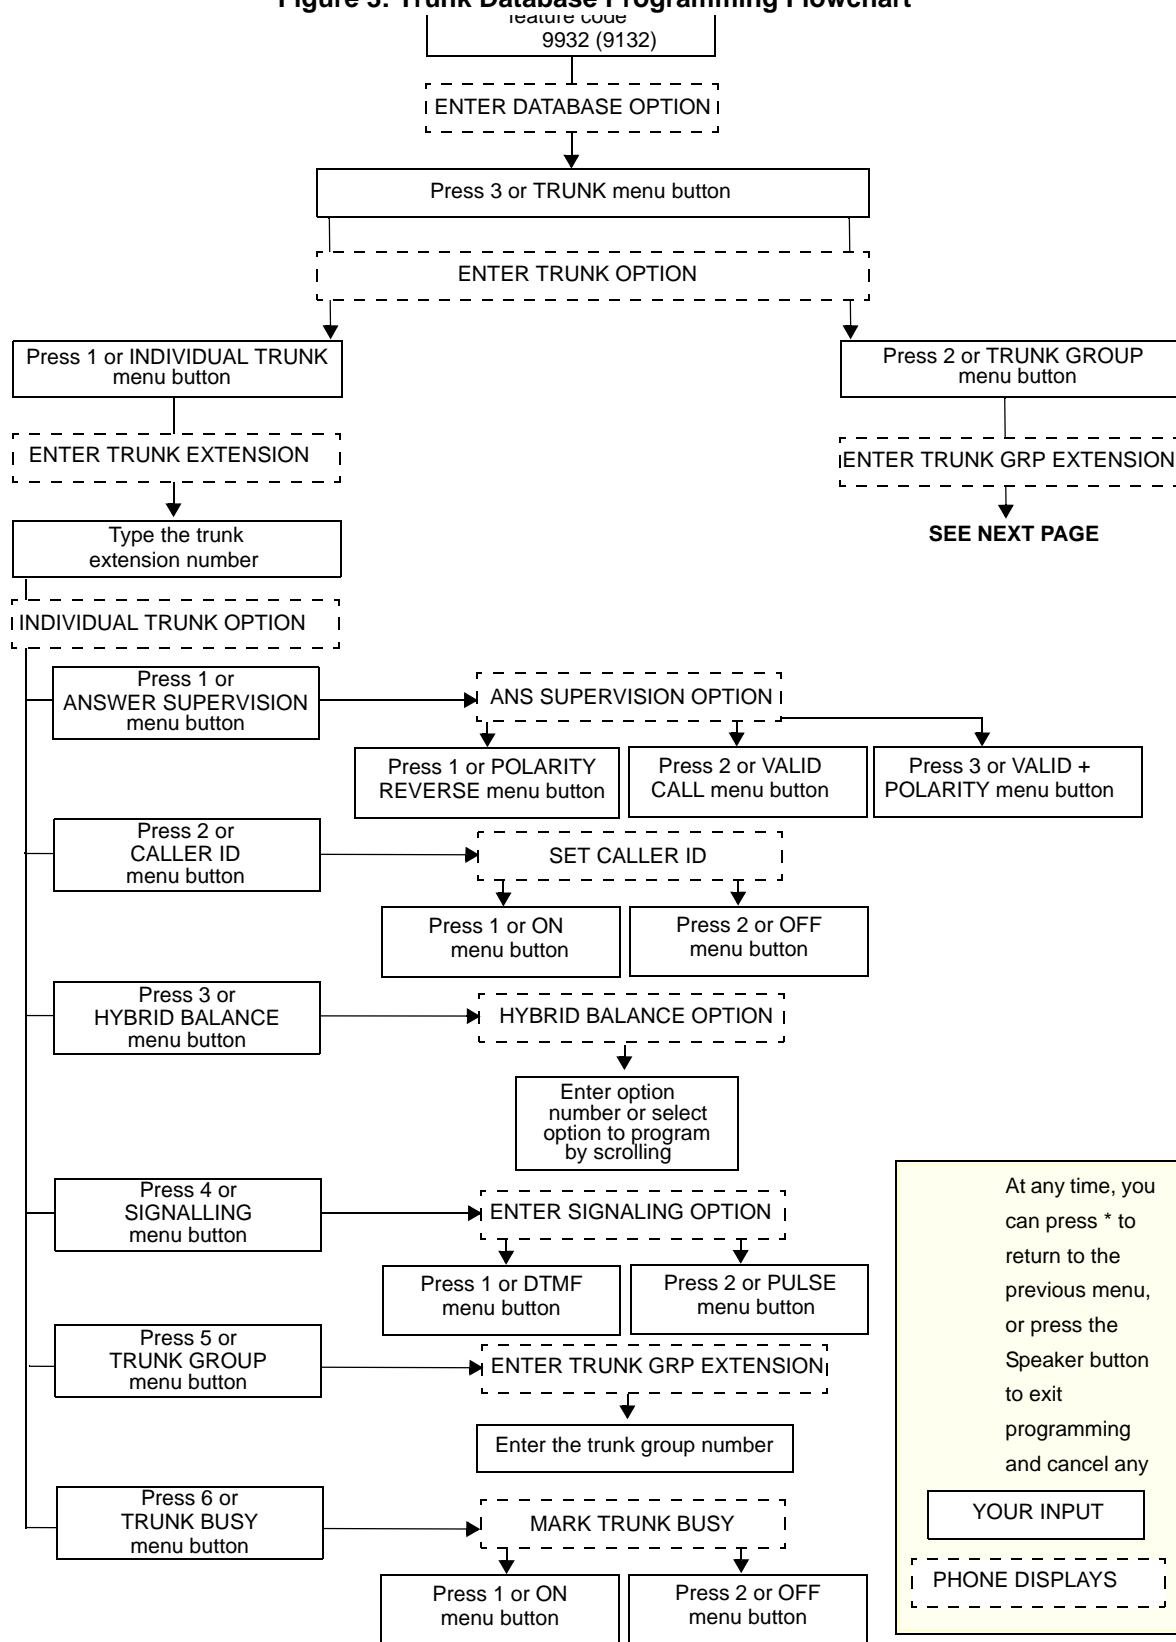 Figure 3. Trunk Database Programming Flowchart
feature code
9932 (9132)
ENTER DATABASE OPTION
Press 3 or TRUNK menu button
ENTER TRUNK OPTION
Press 1 or INDIVIDUAL TRUNK
menu button
Press 2 or TRUNK GROUP
menu button
ENTER TRUNK EXTENSION
ENTER TRUNK GRP EXTENSION
Type the trunk
extension number
SEE NEXT PAGE
INDIVIDUAL TRUNK OPTION
Press 1 or
ANSWER SUPERVISION
menu button
ANS SUPERVISION OPTION
Press 1 or POLARITY
REVERSE menu button
Press 2 or VALID
CALL menu button
Press 3 or VALID +
POLARITY menu button
Press 2 or
CALLER ID
menu button
SET CALLER ID
Press 1 or ON
menu button
Press 2 or OFF
menu button
Press 3 or
HYBRID BALANCE
menu button
HYBRID BALANCE OPTION
Enter option
number or select
option to program
by scrolling
Press 4 or
SIGNALLING
menu button
ENTER SIGNALING OPTION
Press 1 or DTMF
menu button
Press 2 or PULSE
menu button
Press 5 or
TRUNK GROUP
menu button
ENTER TRUNK GRP EXTENSION
Enter the trunk group number
Press 6 or
TRUNK BUSY
menu button
MARK TRUNK BUSY
Press 1 or ON
menu button
Press 2 or OFF
menu button
At any time, you
can press * to
return to the
previous menu,
or press the
Speaker button
to exit
programming
and cancel any
YOUR INPUT
PHONE DISPLAYS